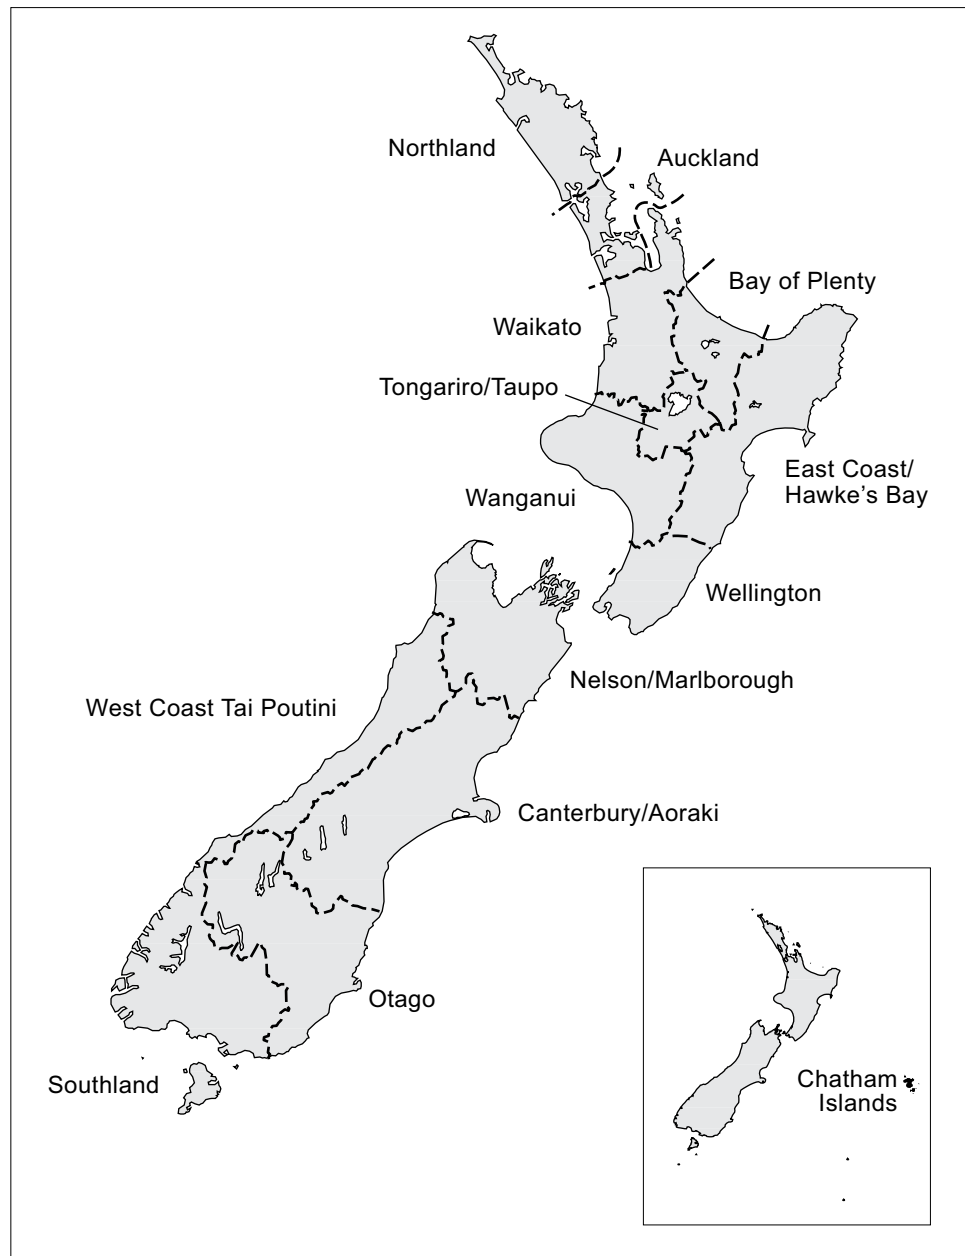 Northland
Auckland
Bay of Plenty
Waikato
Tongariro/Taupo
East Coast/
Hawke’s Bay
Wanganui
Wellington
Nelson/Marlborough
West Coast Tai Poutini
Canterbury/Aoraki
Otago
Southland
Chatham
Islands